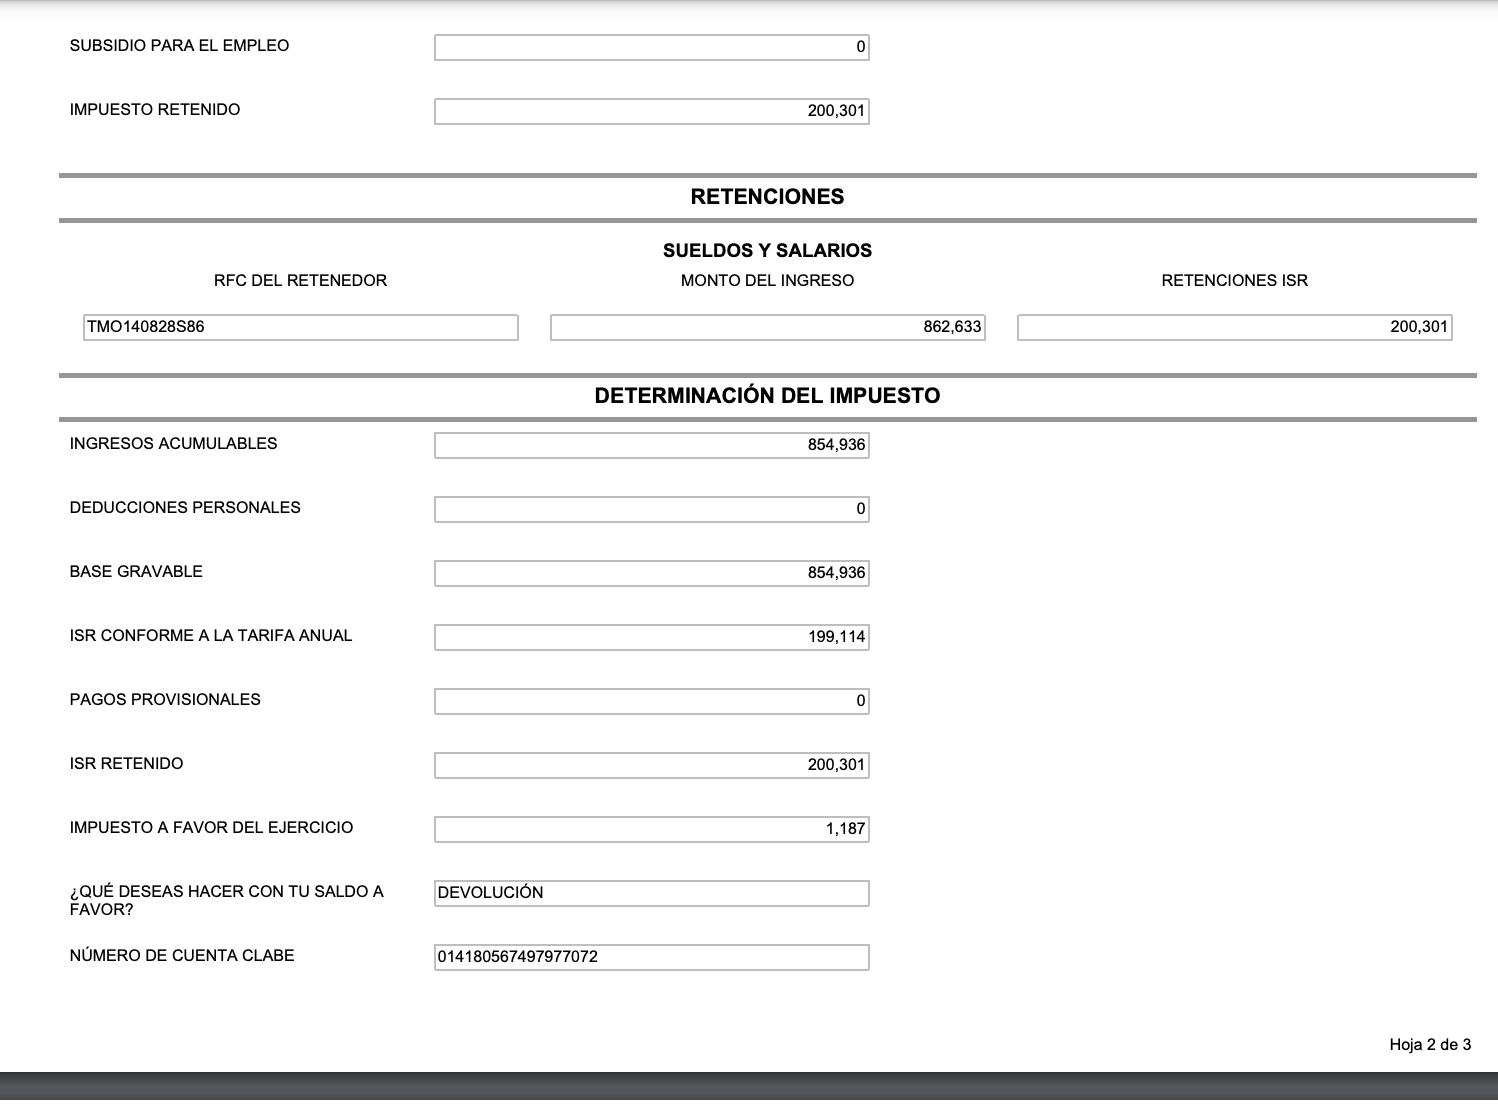 SUBSIDIO PARA EL EMPLEO 0
IMPUESTO RETENIDO 200,301
RETENCIONES
SUELDOS Y SALARIOS
RFC DEL RETENEDOR MONTO DEL INGRESO RETENCIONES ISR
TMO140828S86 862,633 200,301
DETERMINACIÓN DEL IMPUESTO
INGRESOS ACUMULABLES 854,936
DEDUCCIONES PERSONALES 0
BASE GRAVABLE 854,936
ISR CONFORME A LA TARIFA ANUAL 199,114
PAGOS PROVISIONALES 0
ISR RETENIDO 200,301
IMPUESTO A FAVOR DEL EJERCICIO 1,187
¿QUÉ DESEAS HACER CON TU SALDO A DEVOLUCIÓN
FAVOR?
NÚMERO DE CUENTA CLABE 014180567497977072
Hoja 2 de 3